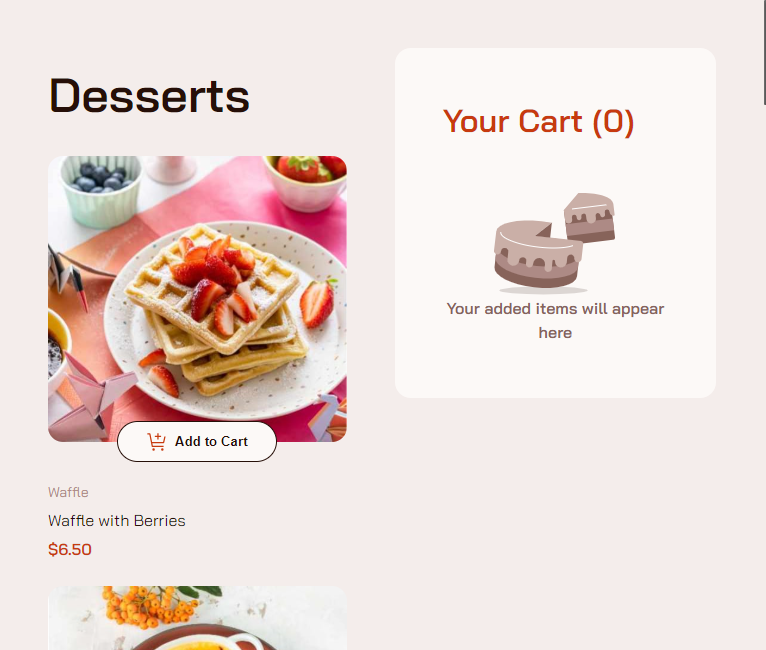 Desserts
Your Cart (0)
Your added items will appear
here
Add to Cart
Waffle
Waffle with Berries
$6.50